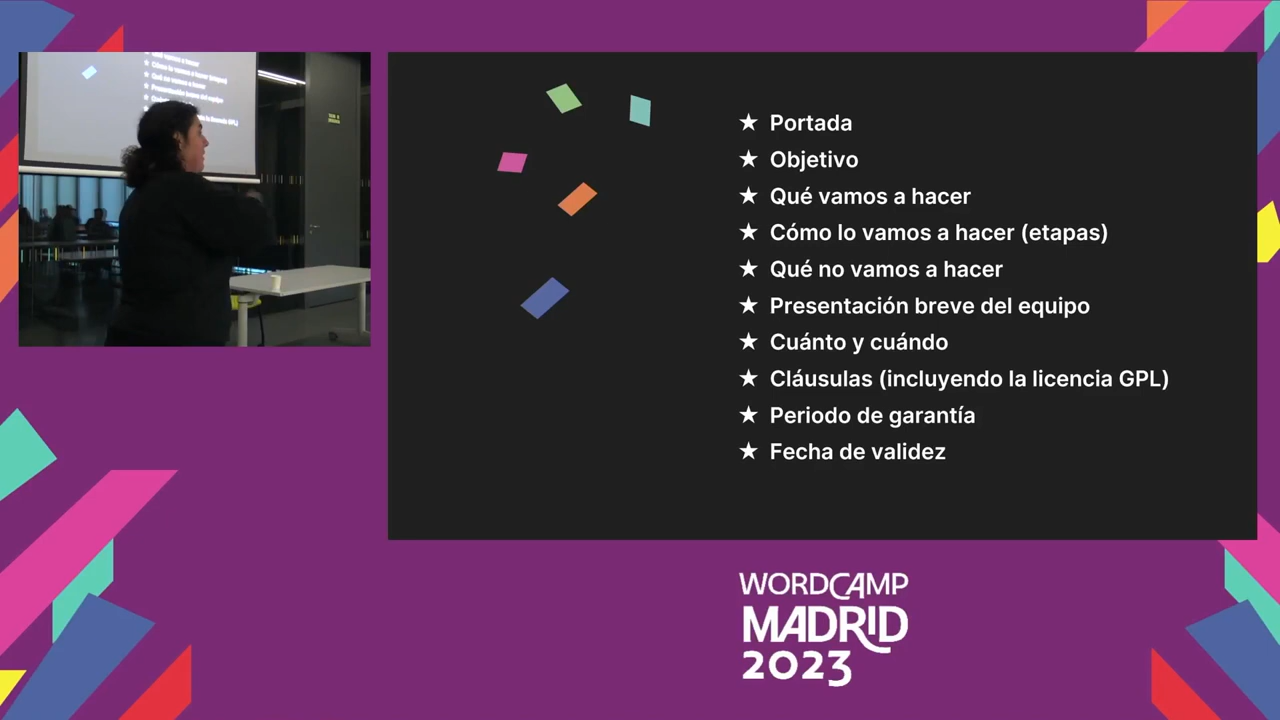 ★ Portada
★ Objetivo
★ Qué vamos a hacer
★ Cómo lo vamos a hacer (etapas)
★ Qué no vamos a hacer
★ Presentación breve del equipo
★ Cuánto y cuándo
★ Cláusulas (incluyendo la licencia GPL)
★ Periodo de garantía
★ Fecha de validez
WORDCAMP
MADRID
2023